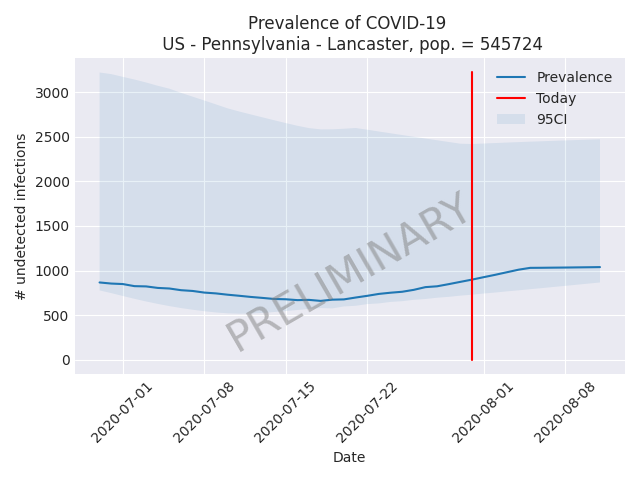 Prevalence of COVID-19
US - Pennsylvania - Lancaster, pop. = 545724
# undetected infections
3000
2500
2000
1500
1000
500
0
Prevalence
Today
95CI
PRELIMINARY
2020-07-01
2020-07-08
2020-07-15
2020-07-22
2020-08-01
2020-08-08
Date